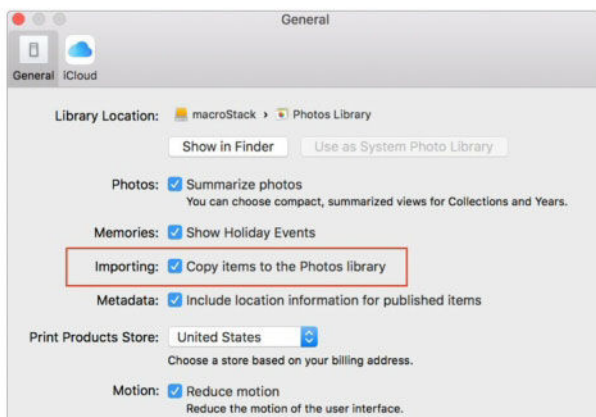 General
General iCloud
Library Location: macroStack › Photos Library
Show in Finder Use as System Photo Library
Photos: Summarize photos
You can choose compact, summarized views for Collections and Years.
Memories: Show Holiday Events
Importing: Copy items to the Photos library
Metadata: Include location information for published items
Print Products Store: United States
Choose a store based on your billing address.
Motion: Reduce motion
Reduce the motion of the user interface.